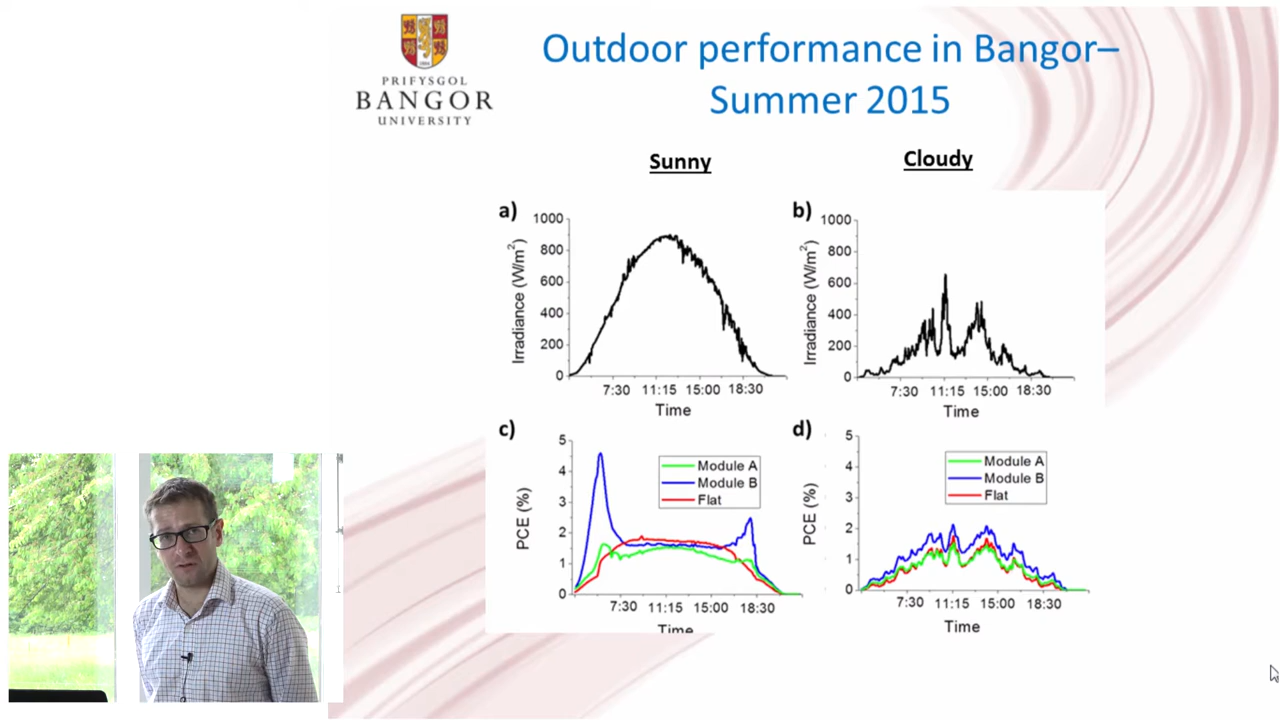 PRIFYSGOL
BANGOR
UNIVERSITY
Outdoor performance in Bangor–
Summer 2015
Sunny
Cloudy
a)
1000
800
600
400
200
0
Irradiance (W/m²)
7:30 11:15 15:00 18:30
Time
b)
1000
800
600
400
200
0
Irradiance (W/m²)
7:30 11:15 15:00 18:30
Time
c)
5
4
3
2
1
0
PCE (%)
Module A
Module B
Flat
7:30 11:15 15:00 18:30
Time
d)
5
4
3
2
1
0
PCE (%)
Module A
Module B
Flat
7:30 11:15 15:00 18:30
Time